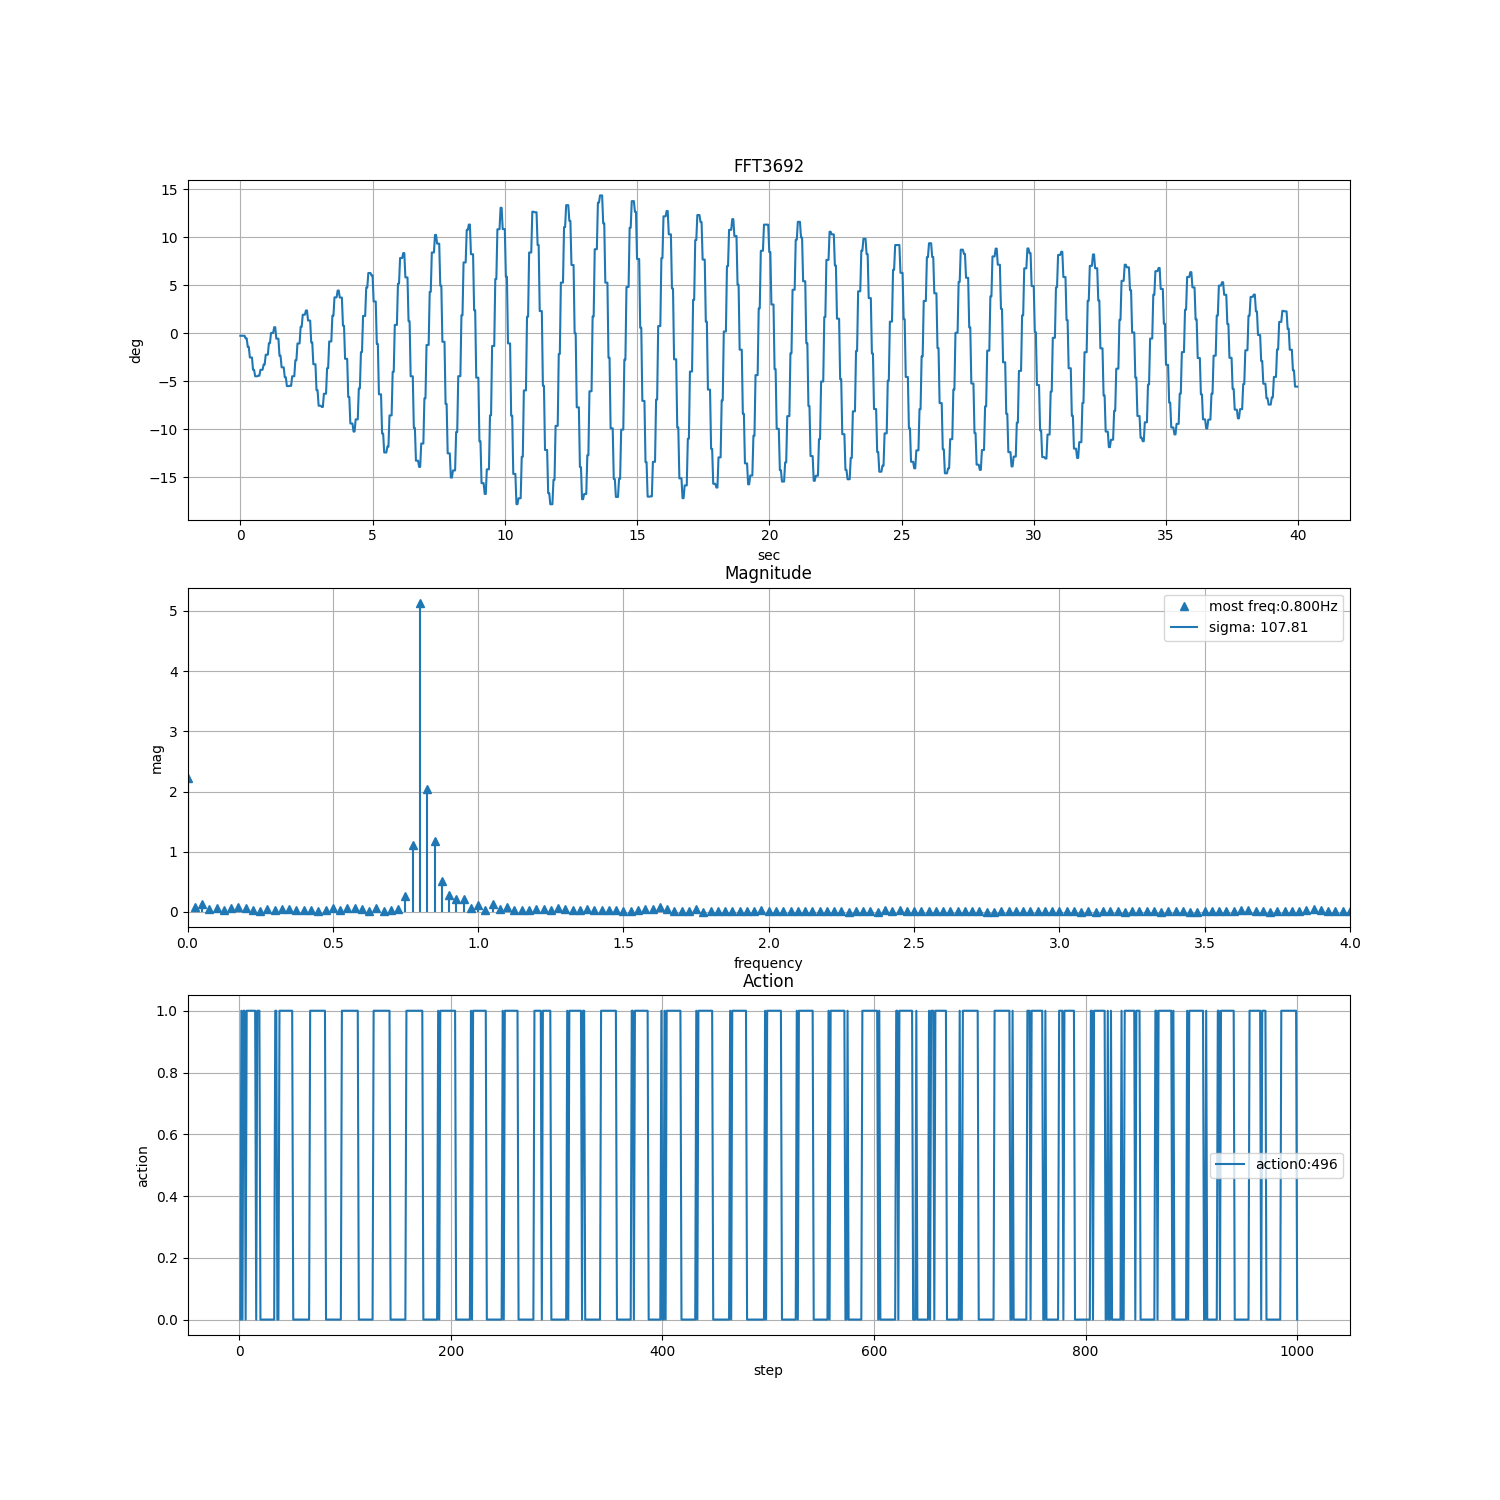 FFT3692
15
10
5
0
−5
−10
−15
deg
0 5 10 15 20 25 30 35 40
sec
Magnitude
most freq:0.800Hz
sigma: 107.81
5
4
3
2
1
0
mag
0.0 0.5 1.0 1.5 2.0 2.5 3.0 3.5 4.0
frequency
Action
1.0
0.8
0.6
0.4
0.2
0.0
action
action0:496
0 200 400 600 800 1000
step